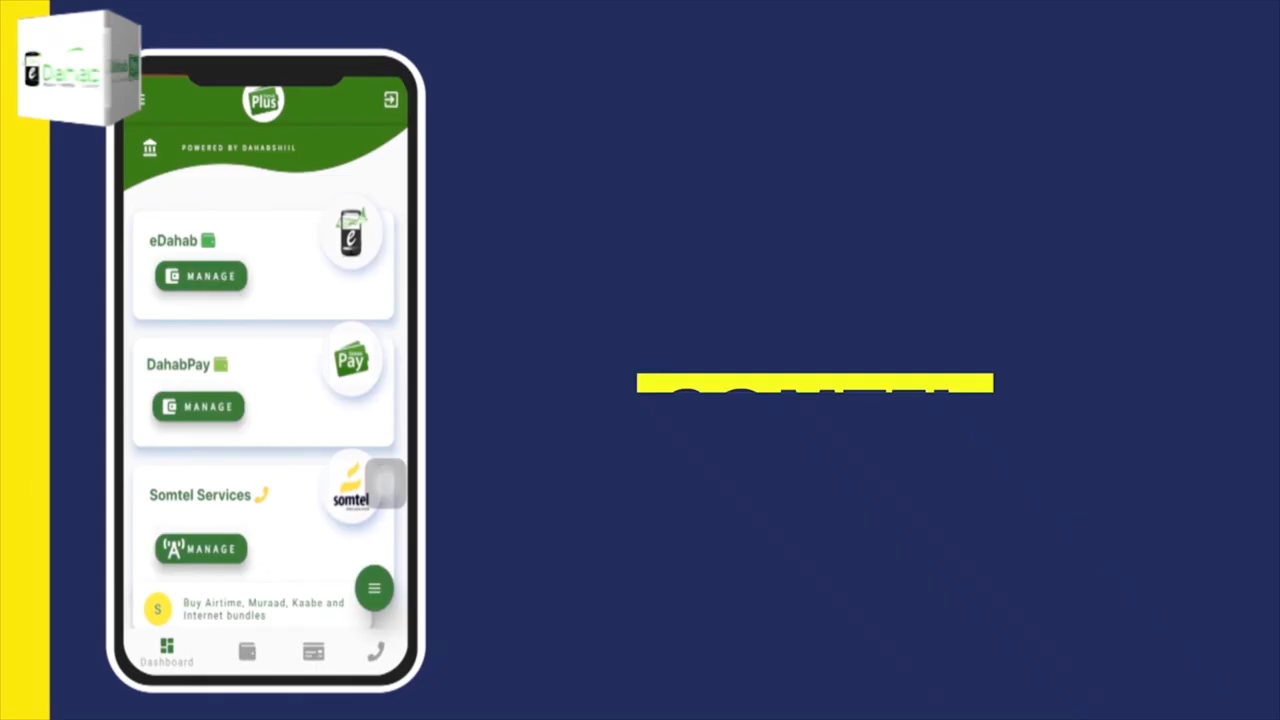 e Dahab
Plus
POWERED BY DAHABSHIIL
eDahab
MANAGE
DahabPay
Pay
MANAGE
Somtel Services
somtel
MANAGE
S
Buy Airtime, Muraad, Kaabe and
Internet bundles
Dashboard